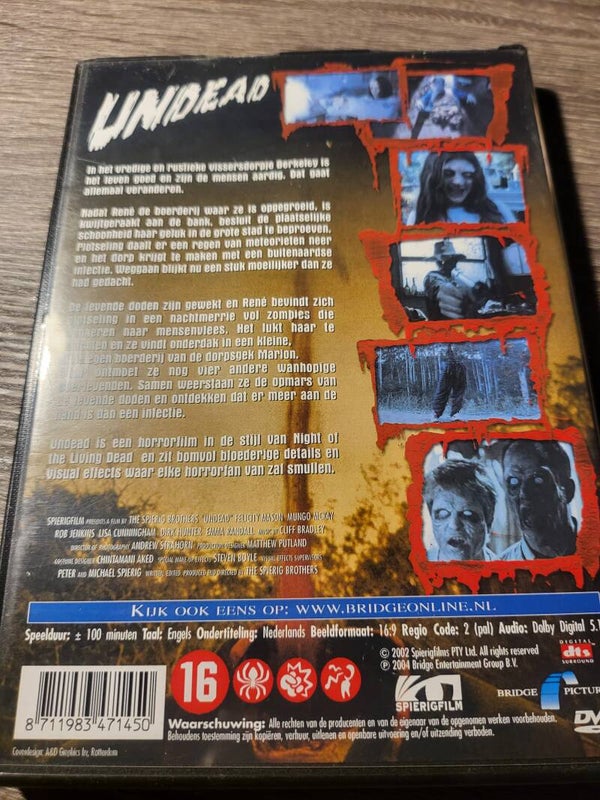 UNDEAD
In het vredige en rustieke vissersdorpje Berkeley is
het leven goed en zijn de mensen aardig. Dat gaat
allemaal veranderen.
Nadat René de boerderij waar ze is opgegroeid, is
kwijtgeraakt aan de bank, besluit de plaatselijke
schoonheid haar geluk in de grote stad te beproeven.
Plotseling daalt er een regen van meteorieten neer
en het dorp krijgt te maken met een buitenaardse
infectie. Weggaan blijkt nu een stuk moeilijker dan ze
had gedacht.
De levende doden zijn gewekt en René bevindt zich
in een nachtmerrie vol zombies die
naar mensenvlees. Het lukt haar te
en ze vindt onderdak in een kleine,
boerderij van de dorpsgek Marion.
ontmoet ze nog vier andere wanhopige
Samen weerstaan ze de opmars van
levende doden en ontdekken dat er meer aan de
hand is dan een infectie.
Undead is een horrorfilm in de stijl van Night of
the Living Dead en zit bomvol bloederige details en
visual effects waar elke horrorfan van zal smullen.
SPIERIGFILM PRESENTS A FILM BY THE SPIERIG BROTHERS "UNDEAD" FELICITY MASON MUNGO MCKAY
ROB JENKINS LISA CUNNINGHAM DIRK HUNTER EMMA RANDALL MUSIC BY CLIFF BRADLEY
DIRECTOR OF PHOTOGRAPHY ANDREW STRAHORN PRODUCTION DESIGNER MATTHEW PUTLAND
COSTUME DESIGNER CHINTAMANI AKED SPECIAL MAKE-UP EFFECTS STEVEN BOYLE VISUAL EFFECTS SUPERVISORS
PETER AND MICHAEL SPIERIG WRITTEN, EDITED, PRODUCED AND DIRECTED BY THE SPIERIG BROTHERS
KIJK OOK EENS OP: WWW.BRIDGEONLINE.NL
Speelduur: ± 100 minuten Taal: Engels Ondertiteling: Nederlands Beeldformaat: 16:9 Regio Code: 2 (pal) Audio: Dolby Digital 5.1
© 2002 Spierigfilms PTY Ltd. All rights reserved
℗ 2004 Bridge Entertainment Group B.V.
DIGITAL
dts
SURROUND
16
SPIERIGFILM
BRIDGE
PICTUR
DV
8 711983 471450
Waarschuwing: Alle rechten van de producenten en van de eigenaar van de opgenomen werken voorbehouden.
Behoudens toestemming zijn kopiëren, verhuur, uitlenen en openbare uitvoering en/of uitzending verboden.
Coverdesign: A&D Graphics bv, Rotterdam